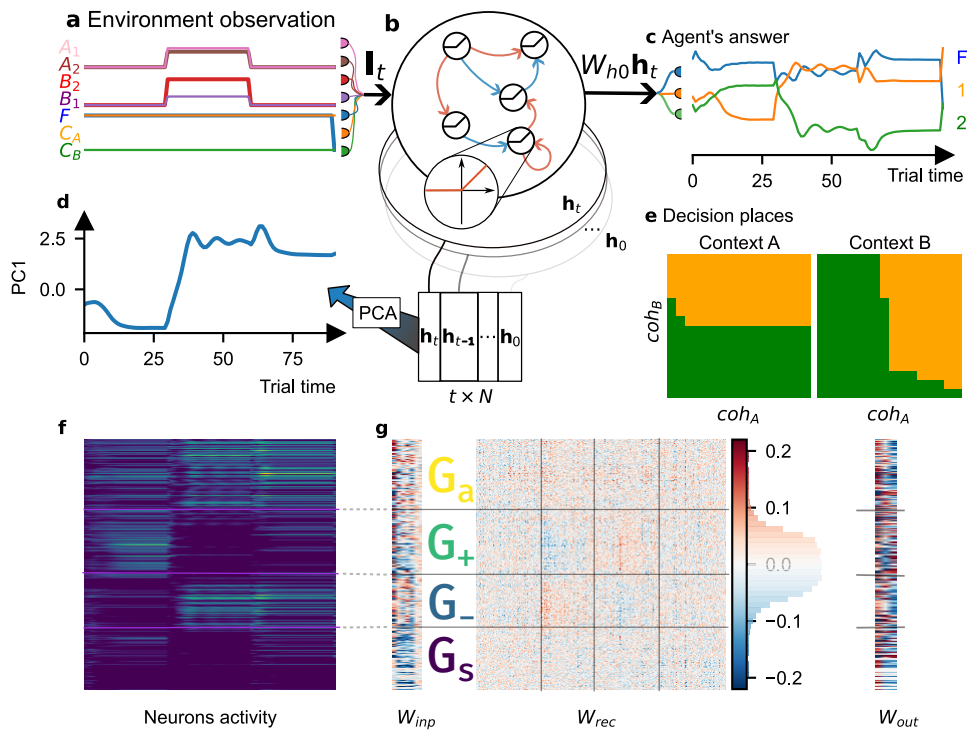 a Environment observation
A1
A2
B2
B1
F
CA
CB
b
It
Wh0ht
ht
... h0
c Agent's answer
F
1
2
0
50
Trial time
d
PC1
2.5
0.0
0
25
50
75
Trial time
PCA
ht
ht-1
...
h0
t × N
e Decision places
Context A
Context B
cohB
cohA
cohA
f
Neurons activity
g
Ga
G+
G−
Gs
0.2
0.1
0.0
−0.1
−0.2
Winp
Wrec
Wout